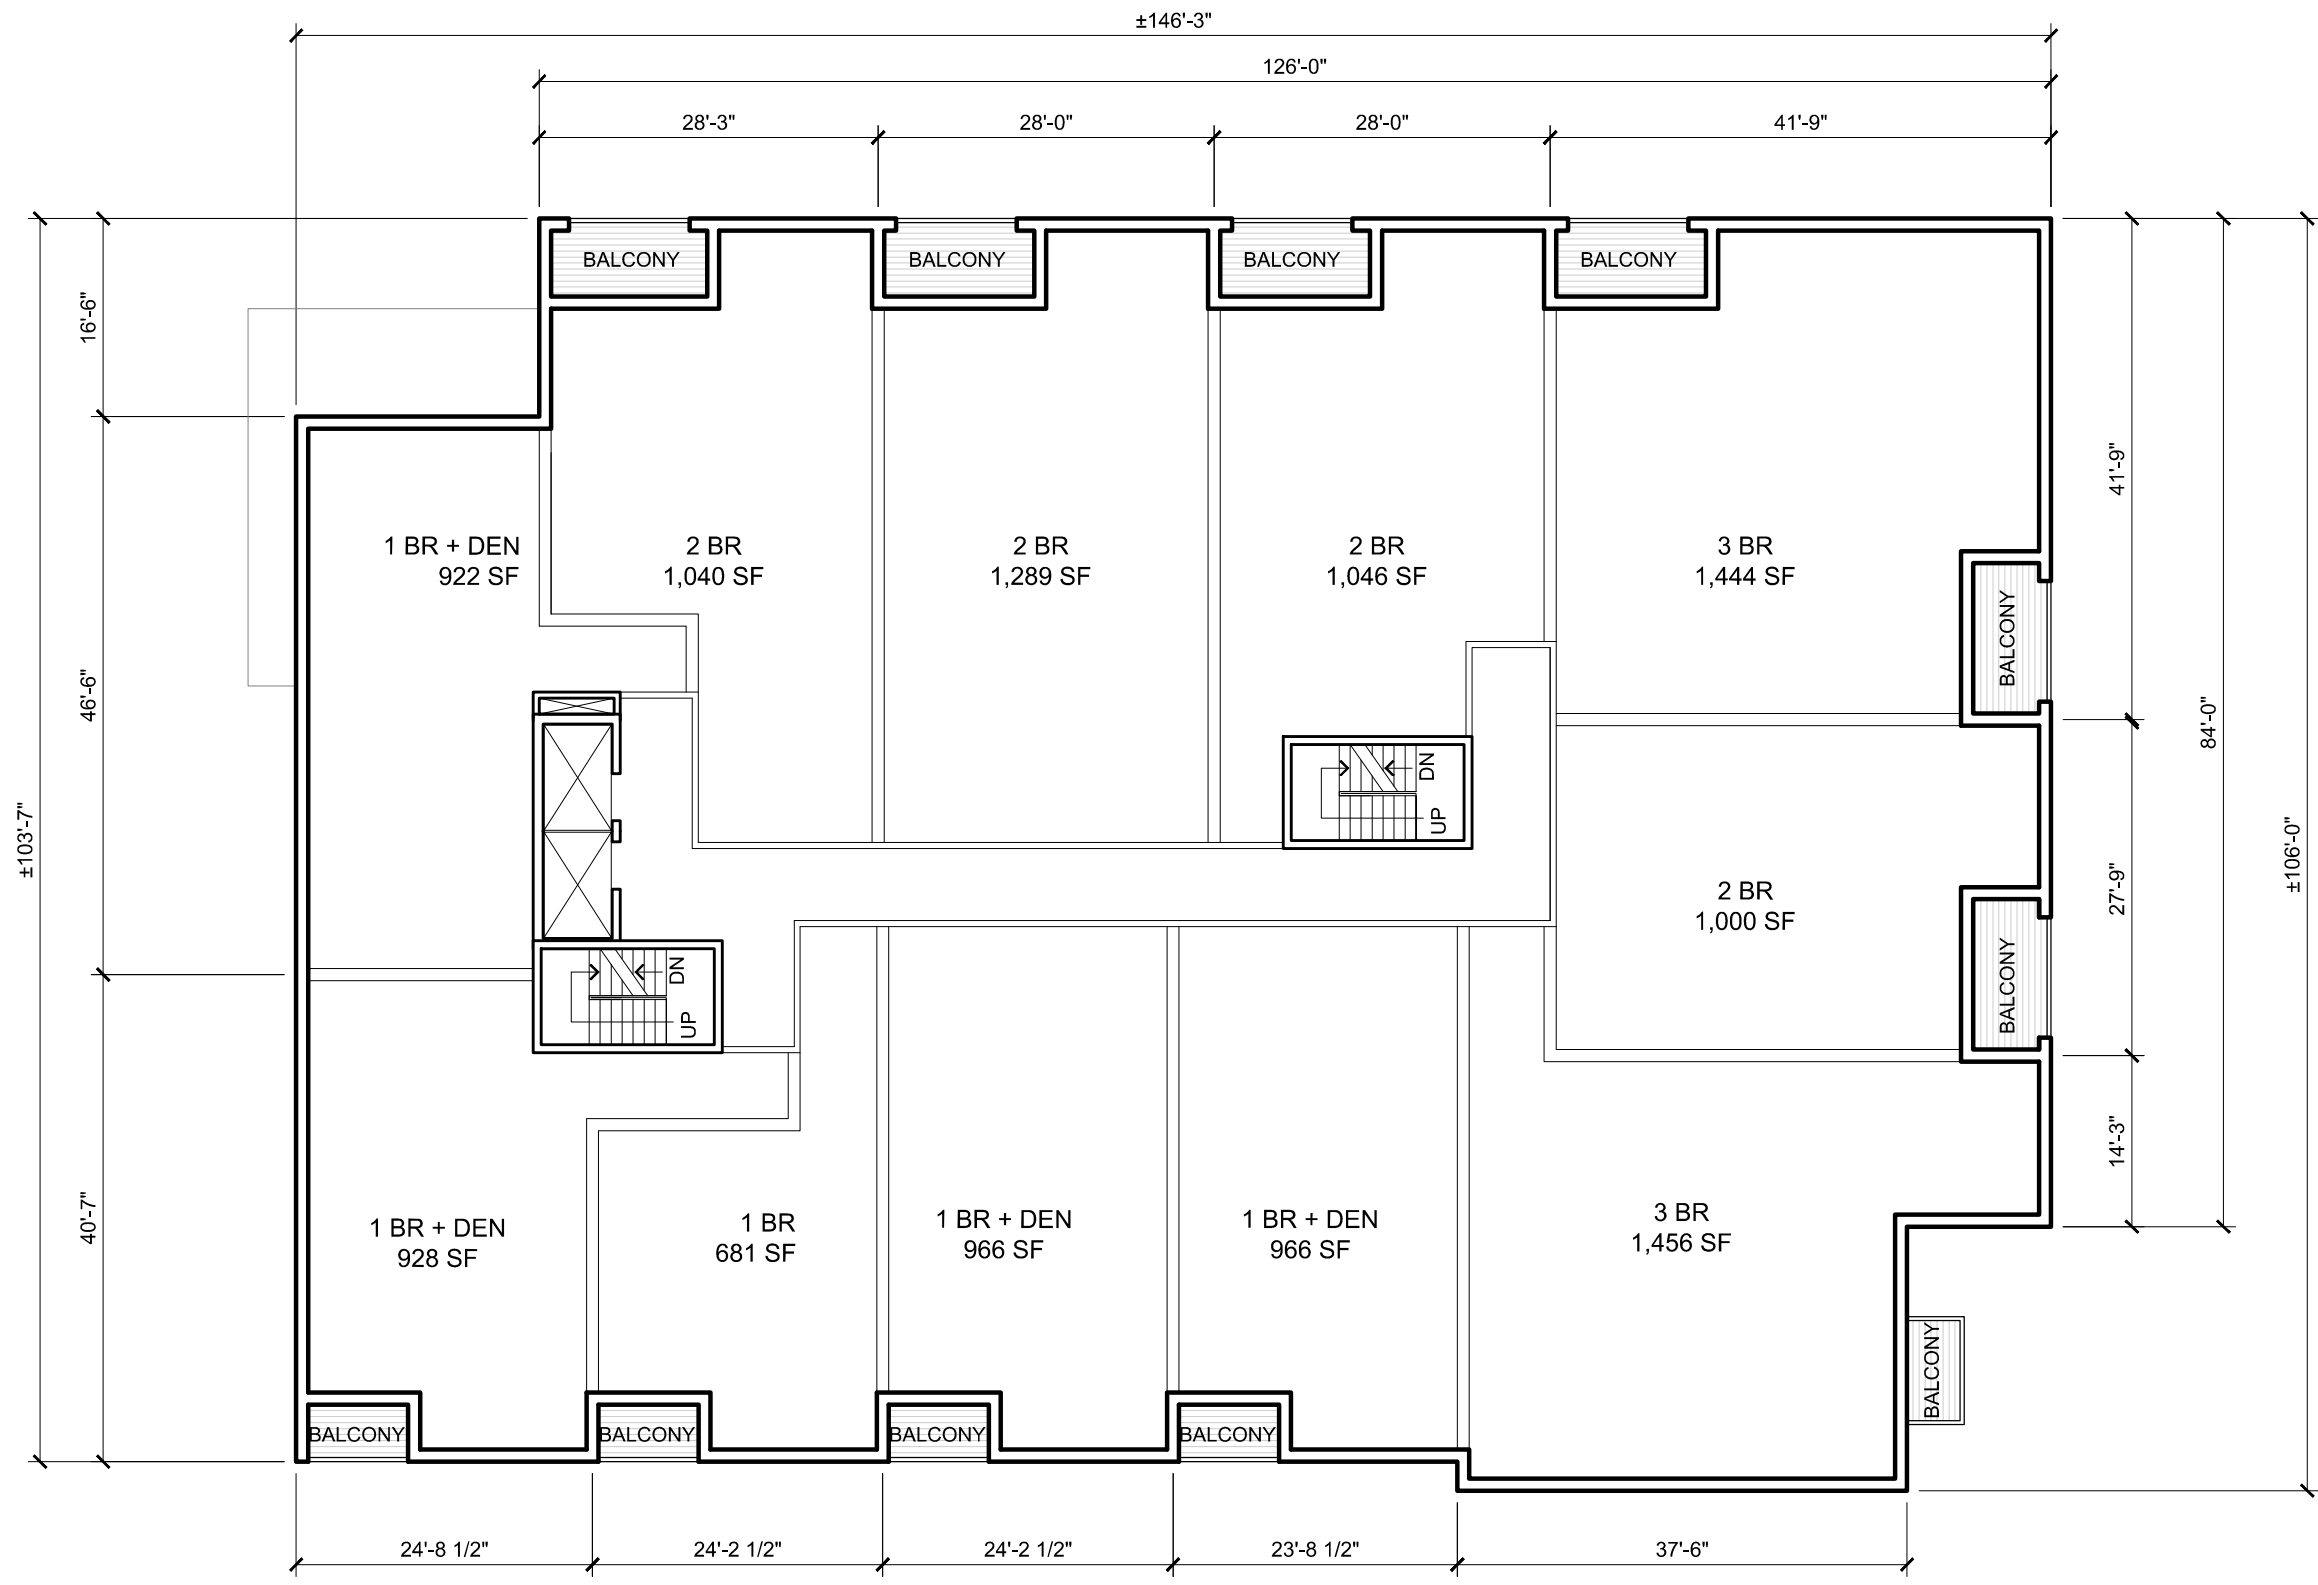 ±146'-3"
126'-0"
28'-3"
28'-0"
28'-0"
41'-9"
BALCONY
BALCONY
BALCONY
BALCONY
16'-6"
46'-6"
40'-7"
±103'-7"
41'-9"
27'-9"
14'-3"
84'-0"
±106'-0"
1 BR + DEN
922 SF
2 BR
1,040 SF
2 BR
1,289 SF
2 BR
1,046 SF
3 BR
1,444 SF
BALCONY
DN
UP
2 BR
1,000 SF
BALCONY
DN
UP
1 BR + DEN
928 SF
1 BR
681 SF
1 BR + DEN
966 SF
1 BR + DEN
966 SF
3 BR
1,456 SF
BALCONY
BALCONY
BALCONY
BALCONY
BALCONY
24'-8 1/2"
24'-2 1/2"
24'-2 1/2"
23'-8 1/2"
37'-6"